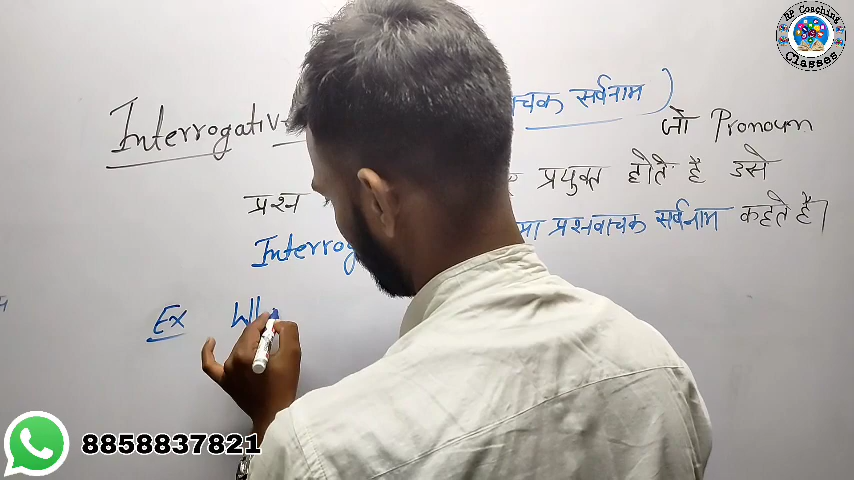 RP Coaching
Classes
Interrogativ वाचक सर्वनाम )
जो Pronoum
प्रश्न प्रयुक्त होते है उसे
Interrog या प्रश्नवाचक सर्वनाम कहते है।
Ex Wh
8858837821